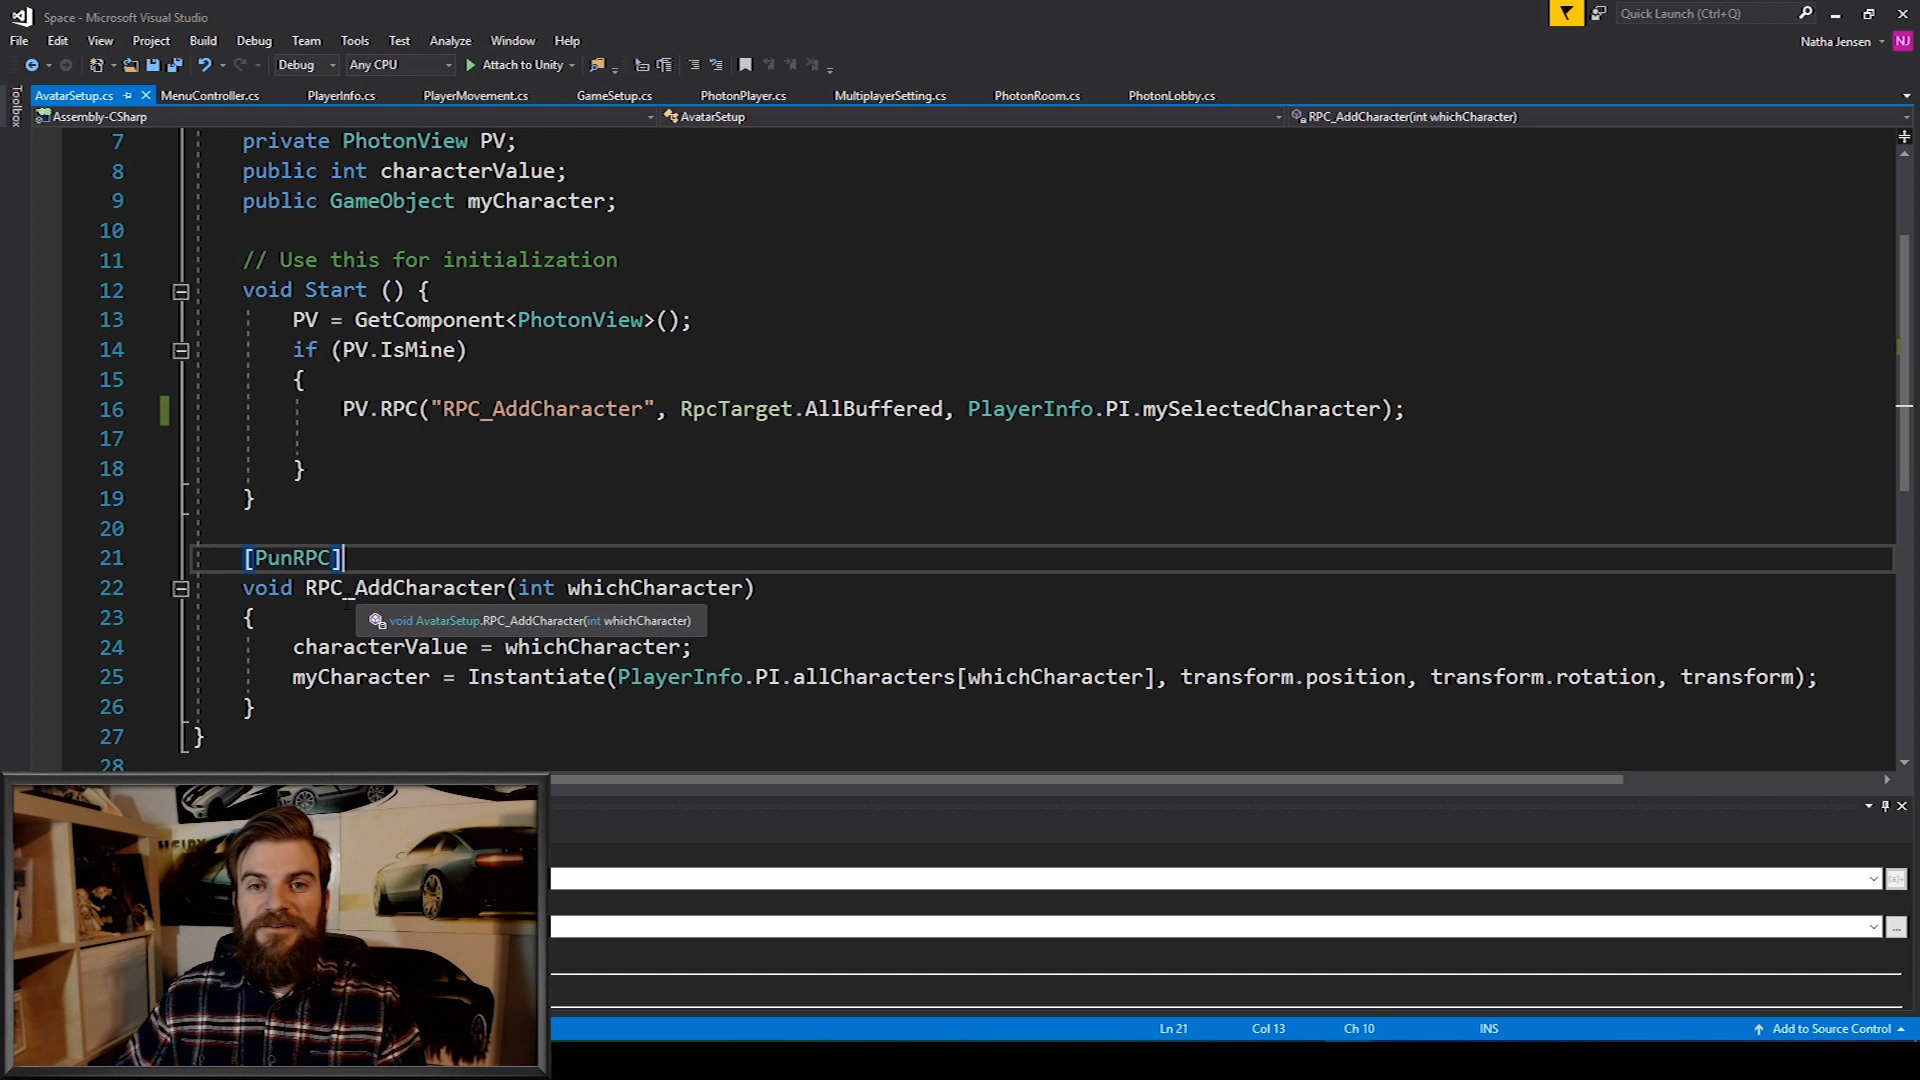 Space - Microsoft Visual Studio
Quick Launch (Ctrl+Q)
File Edit View Project Build Debug Team Tools Test Analyze Window Help
Natha Jensen NJ
Debug Any CPU Attach to Unity
Toolbox
AvatarSetup.cs MenuController.cs PlayerInfo.cs PlayerMovement.cs GameSetup.cs PhotonPlayer.cs MultiplayerSetting.cs PhotonRoom.cs PhotonLobby.cs
Assembly-CSharp AvatarSetup RPC_AddCharacter(int whichCharacter)
7 private PhotonView PV;
8 public int characterValue;
9 public GameObject myCharacter;
10
11 // Use this for initialization
12 void Start () {
13 PV = GetComponent<PhotonView>();
14 if (PV.IsMine)
15 {
16 PV.RPC("RPC_AddCharacter", RpcTarget.AllBuffered, PlayerInfo.PI.mySelectedCharacter);
17
18 }
19 }
20
21 [PunRPC]
22 void RPC_AddCharacter(int whichCharacter)
23 {
void AvatarSetup.RPC_AddCharacter(int whichCharacter)
24 characterValue = whichCharacter;
25 myCharacter = Instantiate(PlayerInfo.PI.allCharacters[whichCharacter], transform.position, transform.rotation, transform);
26 }
27 }
28
Ln 21 Col 13 Ch 10 INS Add to Source Control